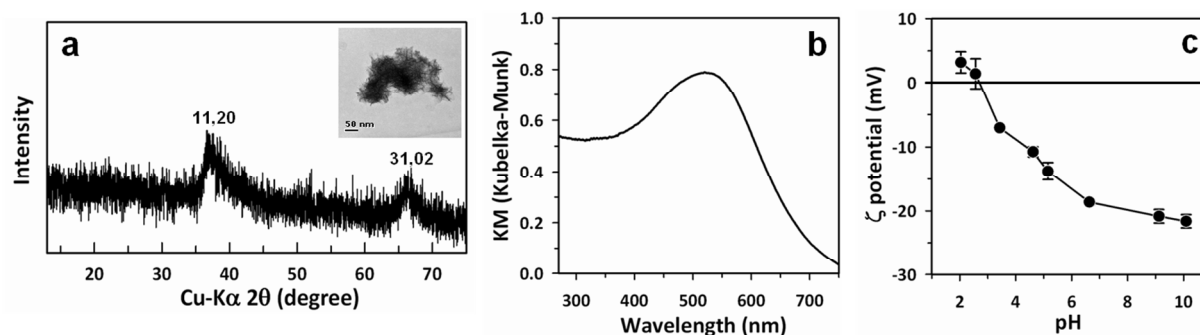 a
Intensity
11,20
31,02
50 nm
20 30 40 50 60 70
Cu-Kα 2θ (degree)
b
KM (Kubelka-Munk)
1.0
0.8
0.6
0.4
0.2
0.0
300 400 500 600 700
Wavelength (nm)
c
ζ potential (mV)
10
0
-10
-20
-30
2 4 6 8 10
pH